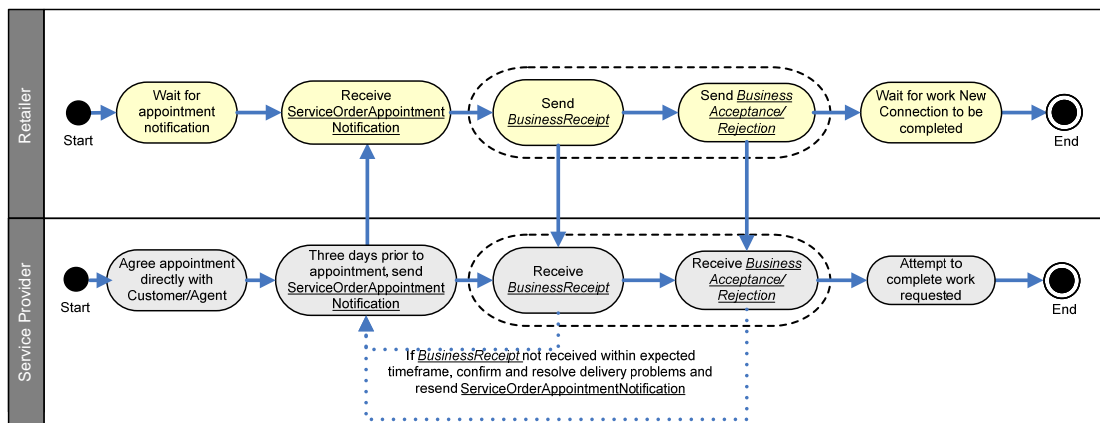 Retailer
Start
Wait for
appointment
notification
Receive
ServiceOrderAppointment
Notification
Send
BusinessReceipt
Send Business
Acceptance/
Rejection
Wait for work New
Connection to be
completed
End
Service Provider
Start
Agree appointment
directly with
Customer/Agent
Three days prior to
appointment, send
ServiceOrderAppointment
Notification
Receive
BusinessReceipt
Receive Business
Acceptance/
Rejection
Attempt to
complete work
requested
End
If BusinessReceipt not received within expected
timeframe, confirm and resolve delivery problems and
resend ServiceOrderAppointmentNotification